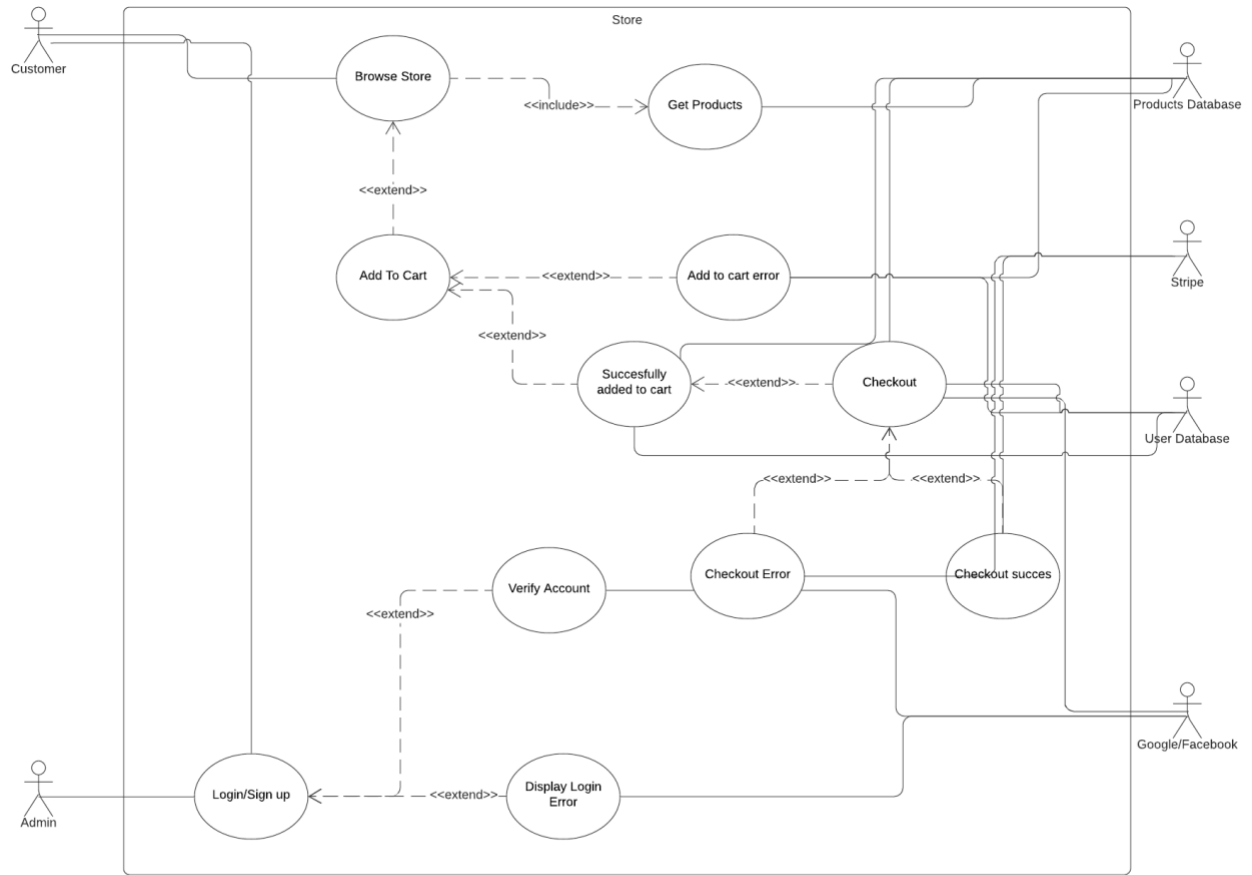 Store
Customer
Browse Store
<<include>>
Get Products
Products Database
<<extend>>
Add To Cart
<<extend>>
Add to cart error
Stripe
<<extend>>
Succesfully
added to cart
<<extend>>
Checkout
User Database
<<extend>>
<<extend>>
Verify Account
Checkout Error
Checkout succes
<<extend>>
Google/Facebook
Login/Sign up
<<extend>>
Display Login
Error
Admin